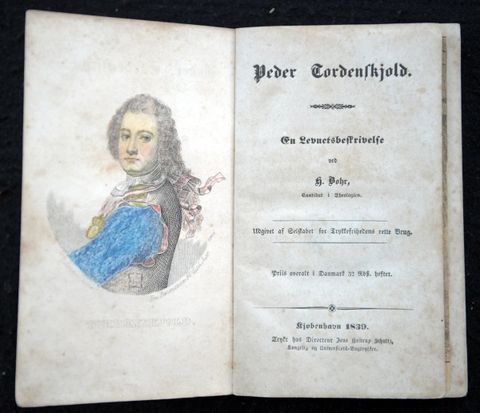 TORDENSKIOLD.
Peder Tordenskjold.
En Levnetsbeskrivelse
ved
H. Bohr,
Candidat i Theologien.
Udgivet af Selskabet for Trykkefrihedens rette Brug.
Priis overalt i Danmark 32 Rbß. heftet.
Kjøbenhavn 1839.
Trykt hos Directeur Jens Hostrup Schultz,
Kongelig og Universitets-Bogtrykker.